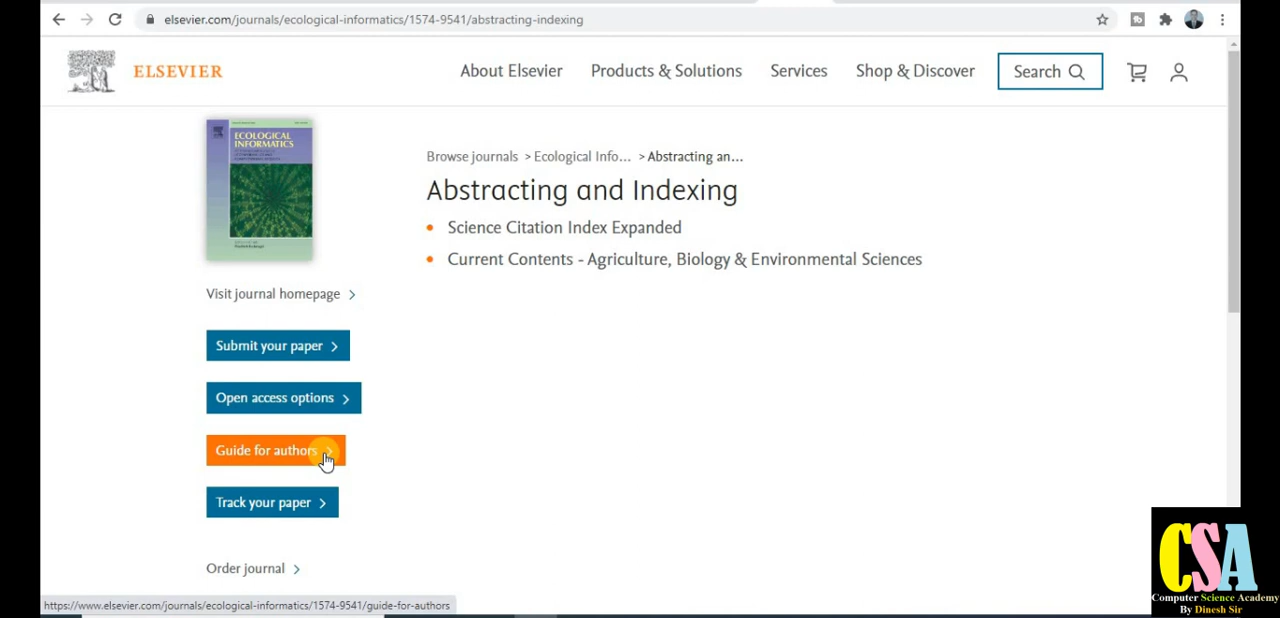 elsevier.com/journals/ecological-informatics/1574-9541/abstracting-indexing
ELSEVIER
About Elsevier
Products & Solutions
Services
Shop & Discover
Search
ECOLOGICAL
INFORMATICS
Browse journals > Ecological Info... > Abstracting an...
Abstracting and Indexing
Science Citation Index Expanded
Current Contents - Agriculture, Biology & Environmental Sciences
Visit journal homepage
Submit your paper
Open access options
Guide for authors
Track your paper
Order journal
https://www.elsevier.com/journals/ecological-informatics/1574-9541/guide-for-authors
CSA
Computer Science Academy
By Dinesh Sir